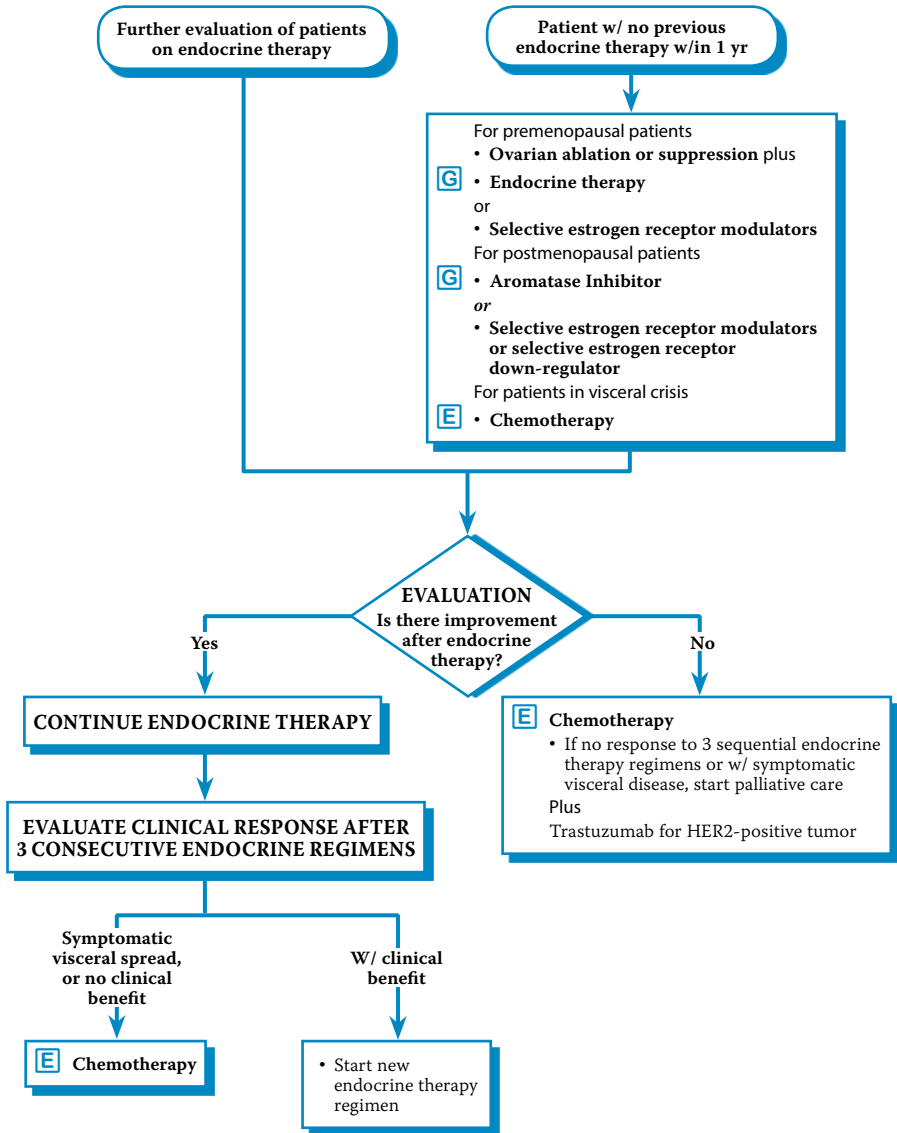 Further evaluation of patients
on endocrine therapy
Patient w/ no previous
endocrine therapy w/in 1 yr
For premenopausal patients
• Ovarian ablation or suppression plus
G • Endocrine therapy
or
• Selective estrogen receptor modulators
For postmenopausal patients
G • Aromatase Inhibitor
or
• Selective estrogen receptor modulators
or selective estrogen receptor
down-regulator
For patients in visceral crisis
E • Chemotherapy
EVALUATION
Is there improvement
after endocrine
therapy?
Yes
No
CONTINUE ENDOCRINE THERAPY
E Chemotherapy
• If no response to 3 sequential endocrine
therapy regimens or w/ symptomatic
visceral disease, start palliative care
Plus
Trastuzumab for HER2-positive tumor
EVALUATE CLINICAL RESPONSE AFTER
3 CONSECUTIVE ENDOCRINE REGIMENS
Symptomatic
visceral spread,
or no clinical
benefit
W/ clinical
benefit
E Chemotherapy
• Start new
endocrine therapy
regimen